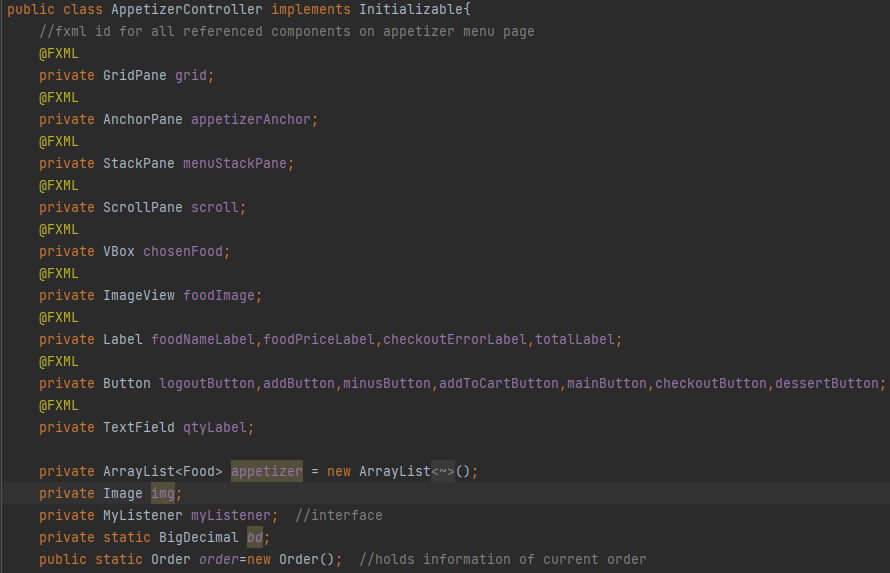 public class AppetizerController implements Initializable{
//fxml id for all referenced components on appetizer menu page
@FXML
private GridPane grid;
@FXML
private AnchorPane appetizerAnchor;
@FXML
private StackPane menuStackPane;
@FXML
private ScrollPane scroll;
@FXML
private VBox chosenFood;
@FXML
private ImageView foodImage;
@FXML
private Label foodNameLabel,foodPriceLabel,checkoutErrorLabel,totalLabel;
@FXML
private Button logoutButton,addButton,minusButton,addToCartButton,mainButton,checkoutButton,dessertButton;
@FXML
private TextField qtyLabel;
private ArrayList<Food> appetizer = new ArrayList<~>();
private Image img;
private MyListener myListener;  //interface
private static BigDecimal bd;
public static Order order=new Order();  //holds information of current order